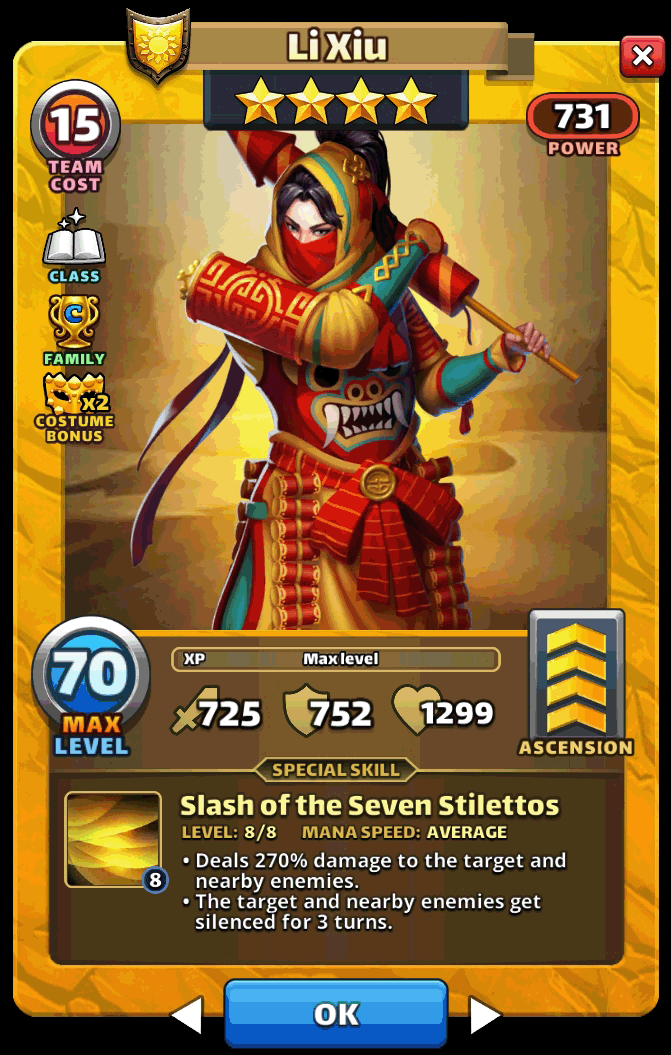 Li Xiu
15
TEAM
COST
731
POWER
CLASS
C
FAMILY
x2
COSTUME
BONUS
70
MAX
LEVEL
XP Max level
725 752 1299
ASCENSION
SPECIAL SKILL
Slash of the Seven Stilettos
LEVEL: 8/8 MANA SPEED: AVERAGE
8
• Deals 270% damage to the target and
nearby enemies.
• The target and nearby enemies get
silenced for 3 turns.
OK